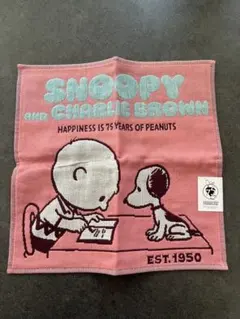 SNOOPY
AND CHARLIE BROWN
HAPPINESS IS 75 YEARS OF PEANUTS
EST. 1950